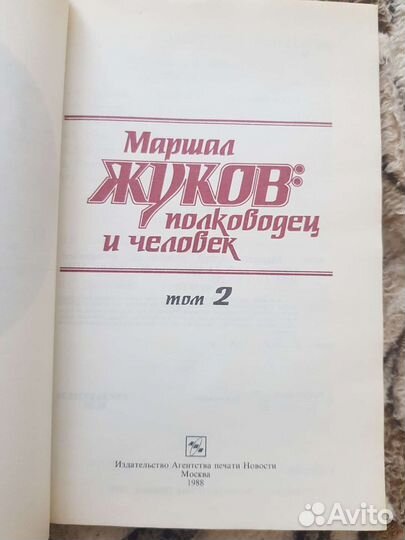 Маршал
ЖУКОВ:
полководец
и человек
том 2
Издательство Агентства печати Новости
Москва
1988
Avito